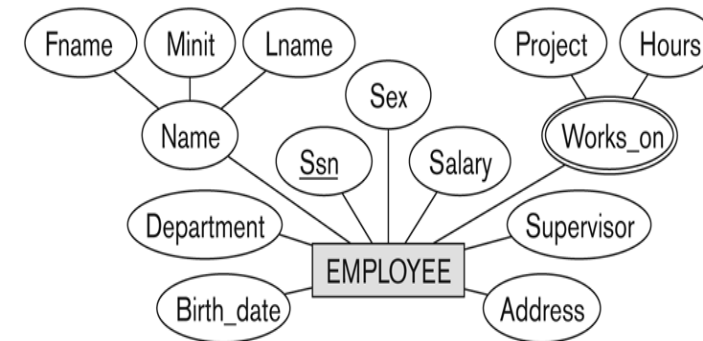 Fname
Minit
Lname
Project
Hours
Sex
Name
Works_on
Ssn
Salary
Department
Supervisor
EMPLOYEE
Birth_date
Address